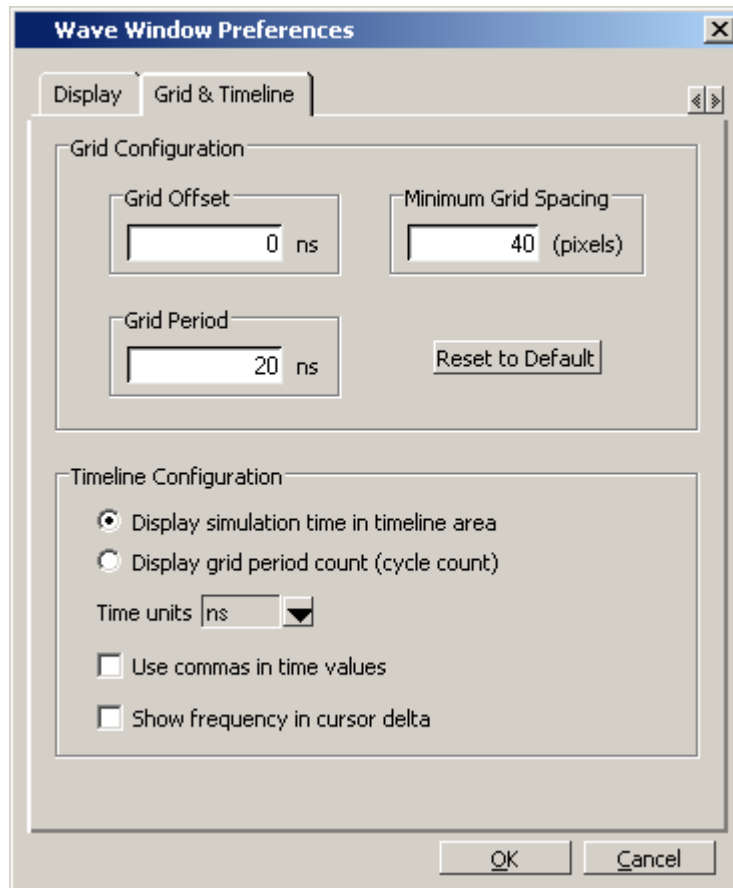 Wave Window Preferences
Display
Grid & Timeline
Grid Configuration
Grid Offset
0 ns
Minimum Grid Spacing
40 (pixels)
Grid Period
20 ns
Reset to Default
Timeline Configuration
Display simulation time in timeline area
Display grid period count (cycle count)
Time units ns
Use commas in time values
Show frequency in cursor delta
OK
Cancel